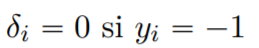 δᵢ = 0 si yᵢ = −1